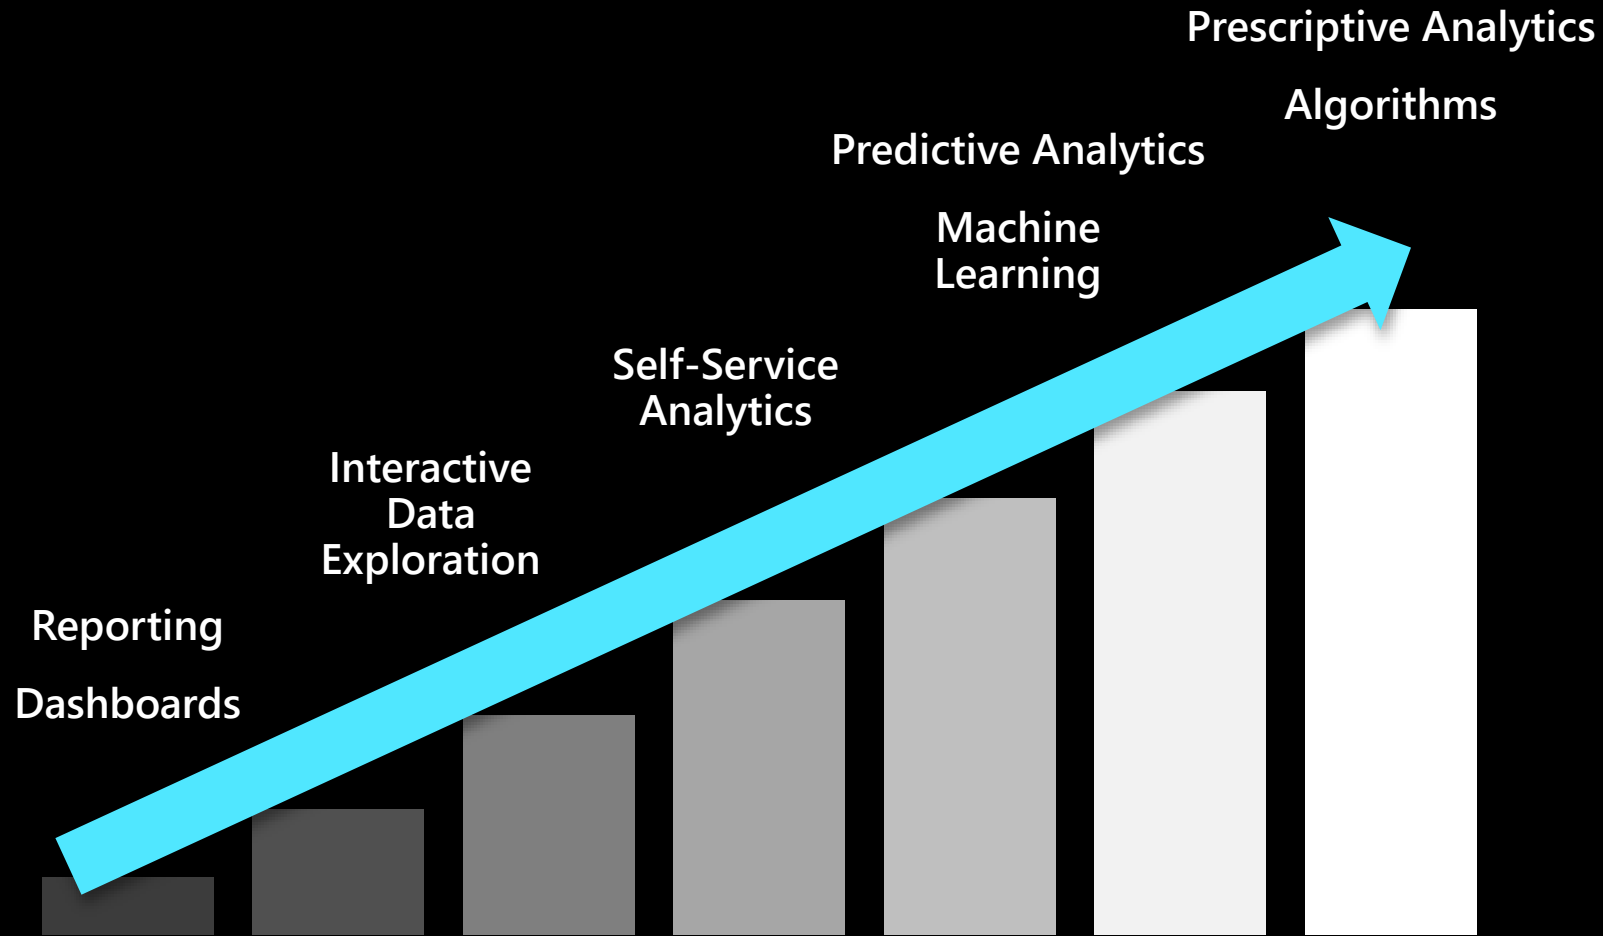 Prescriptive Analytics
Algorithms
Predictive Analytics
Machine
Learning
Self-Service
Analytics
Interactive
Data
Exploration
Reporting
Dashboards